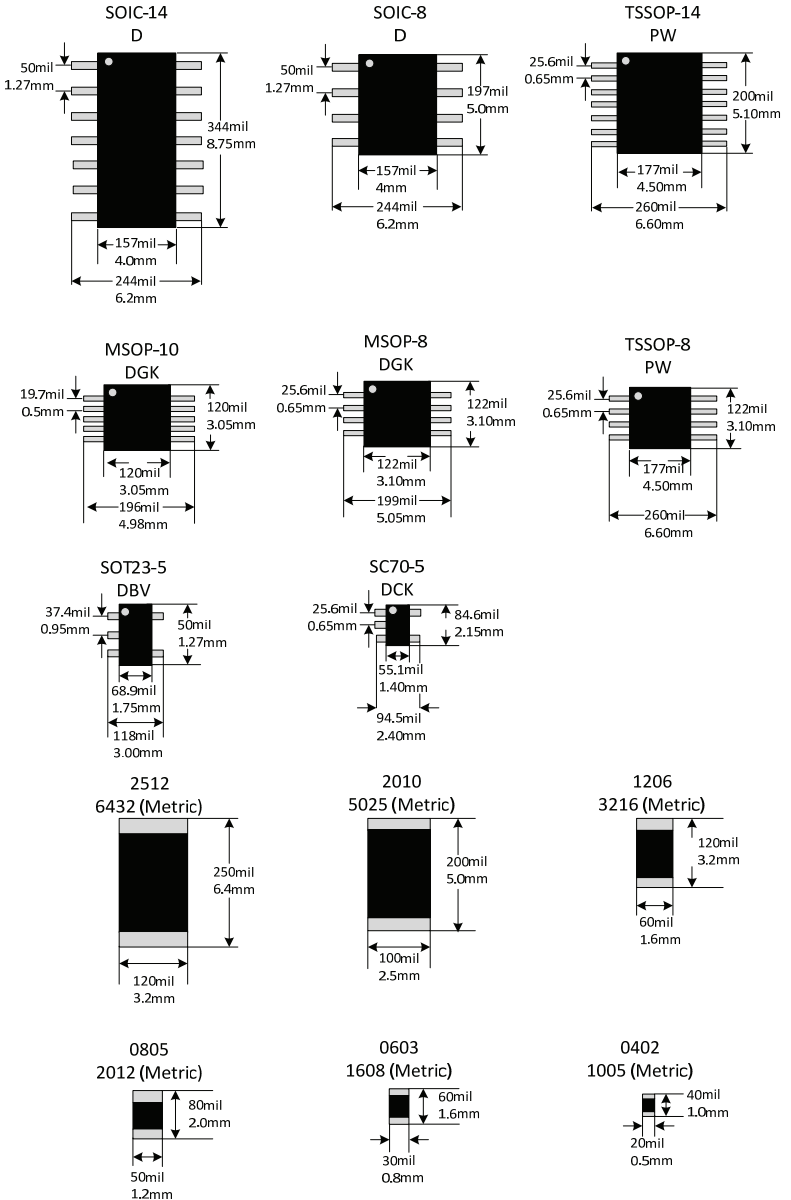 SOIC-14
D
50mil
1.27mm
344mil
8.75mm
157mil
4.0mm
244mil
6.2mm
SOIC-8
D
50mil
1.27mm
197mil
5.0mm
157mil
4mm
244mil
6.2mm
TSSOP-14
PW
25.6mil
0.65mm
200mil
5.10mm
177mil
4.50mm
260mil
6.60mm
MSOP-10
DGK
19.7mil
0.5mm
120mil
3.05mm
120mil
3.05mm
196mil
4.98mm
MSOP-8
DGK
25.6mil
0.65mm
122mil
3.10mm
122mil
3.10mm
199mil
5.05mm
TSSOP-8
PW
25.6mil
0.65mm
122mil
3.10mm
177mil
4.50mm
260mil
6.60mm
SOT23-5
DBV
37.4mil
0.95mm
50mil
1.27mm
68.9mil
1.75mm
118mil
3.00mm
SC70-5
DCK
25.6mil
0.65mm
84.6mil
2.15mm
55.1mil
1.40mm
94.5mil
2.40mm
2512
6432 (Metric)
250mil
6.4mm
120mil
3.2mm
2010
5025 (Metric)
200mil
5.0mm
100mil
2.5mm
1206
3216 (Metric)
120mil
3.2mm
60mil
1.6mm
0805
2012 (Metric)
80mil
2.0mm
50mil
1.2mm
0603
1608 (Metric)
60mil
1.6mm
30mil
0.8mm
0402
1005 (Metric)
40mil
1.0mm
20mil
0.5mm